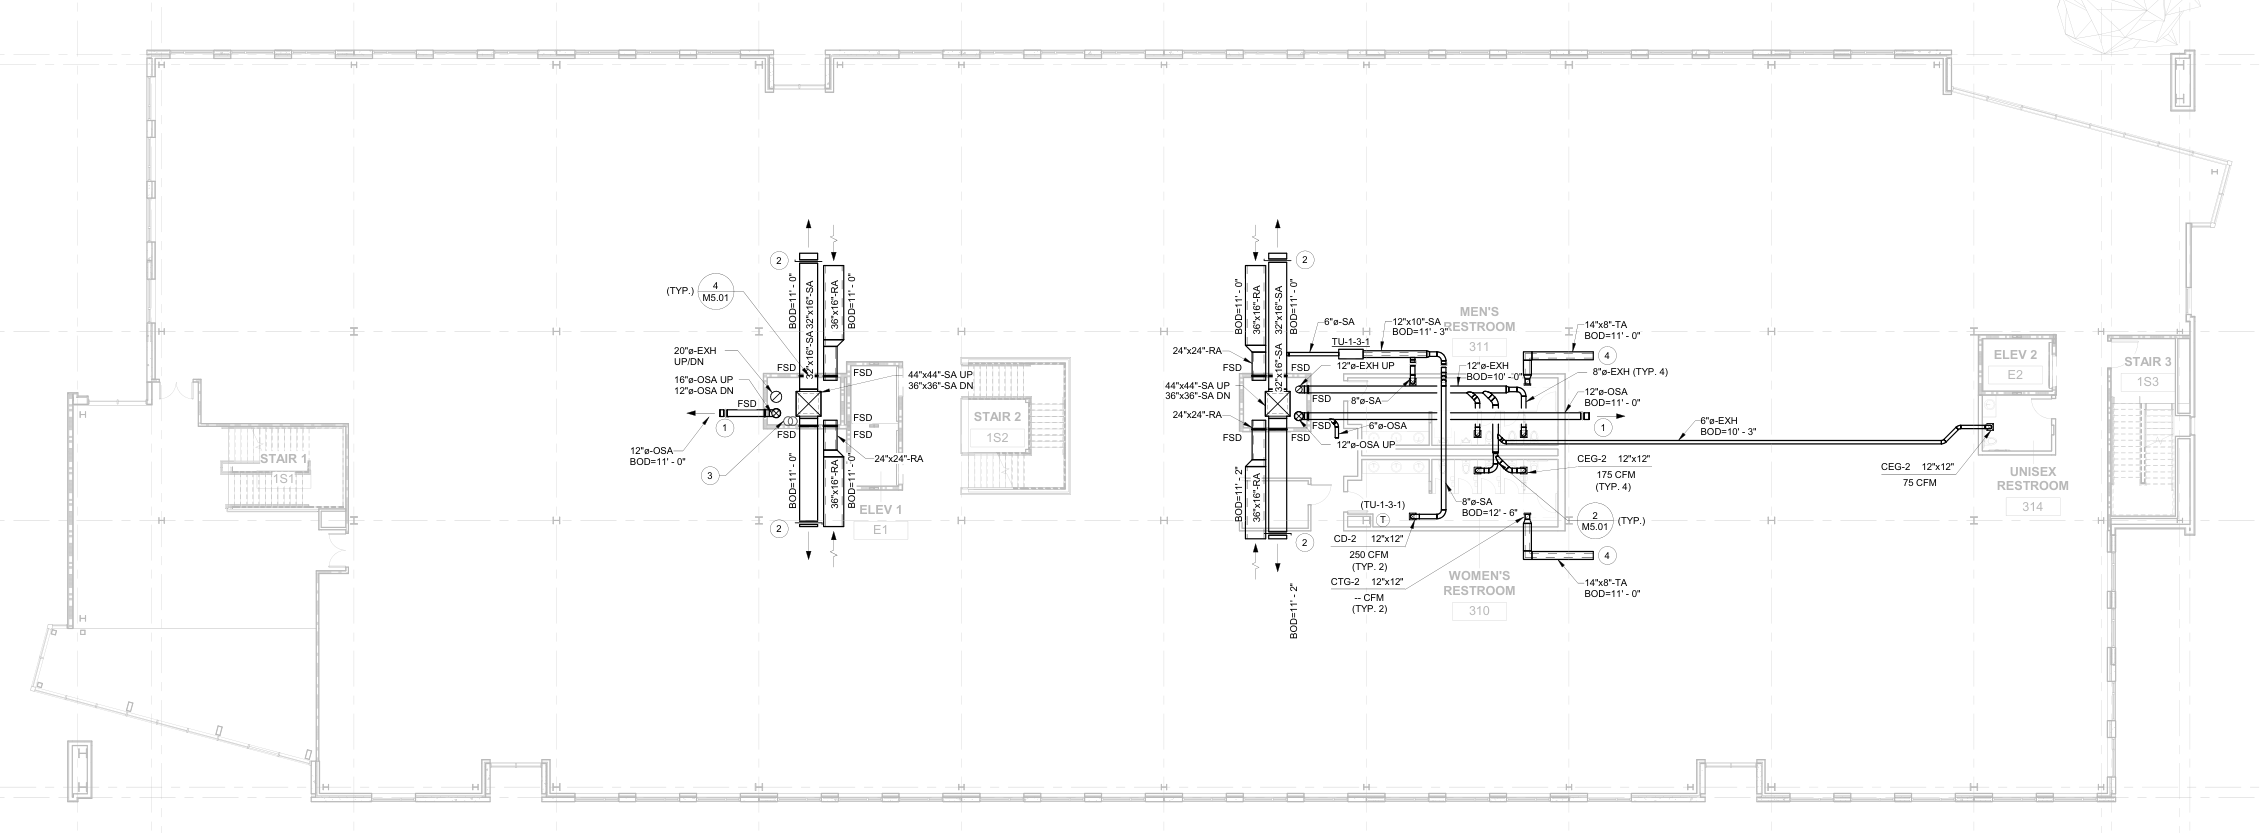 2
BOD=11' - 0"
32"x16"-SA
36"x16"-RA
BOD=11' - 0"
(TYP.)
4
M5.01
32"x16"-SA
20"ø-EXH
UP/DN
16"ø-OSA UP
12"ø-OSA DN
FSD
FSD
FSD
44"x44"-SA UP
36"x36"-SA DN
1
12"ø-OSA
BOD=11' - 0"
3
FSD
FSD
FSD
24"x24"-RA
BOD=11' - 0"
36"x16"-RA
BOD=11' - 0"
2
STAIR 1
1S1
ELEV 1
E1
STAIR 2
1S2
2
BOD=11' - 0"
36"x16"-RA
32"x16"-SA
BOD=11' - 0"
32"x16"-SA
24"x24"-RA
FSD
FSD
44"x44"-SA UP
36"x36"-SA DN
24"x24"-RA
FSD
FSD
FSD
FSD
BOD=11' - 2"
36"x16"-RA
2
BOD=11' - 2"
6"ø-SA
TU-1-3-1
12"x10"-SA
BOD=11' - 3"
MEN'S
RESTROOM
311
12"ø-EXH UP
12"ø-EXH
BOD=10' - 0"
8"ø-SA
6"ø-OSA
12"ø-OSA UP
14"x8"-TA
BOD=11' - 0"
4
8"ø-EXH (TYP. 4)
12"ø-OSA
BOD=11' - 0"
1
6"ø-EXH
BOD=10' - 3"
CEG-2 12"x12"
175 CFM
(TYP. 4)
8"ø-SA
BOD=12' - 6"
(TU-1-3-1)
T
2
M5.01
(TYP.)
CD-2 12"x12"
250 CFM
(TYP. 2)
CTG-2 12"x12"
-- CFM
(TYP. 2)
4
14"x8"-TA
BOD=11' - 0"
WOMEN'S
RESTROOM
310
CEG-2 12"x12"
75 CFM
ELEV 2
E2
STAIR 3
1S3
UNISEX
RESTROOM
314